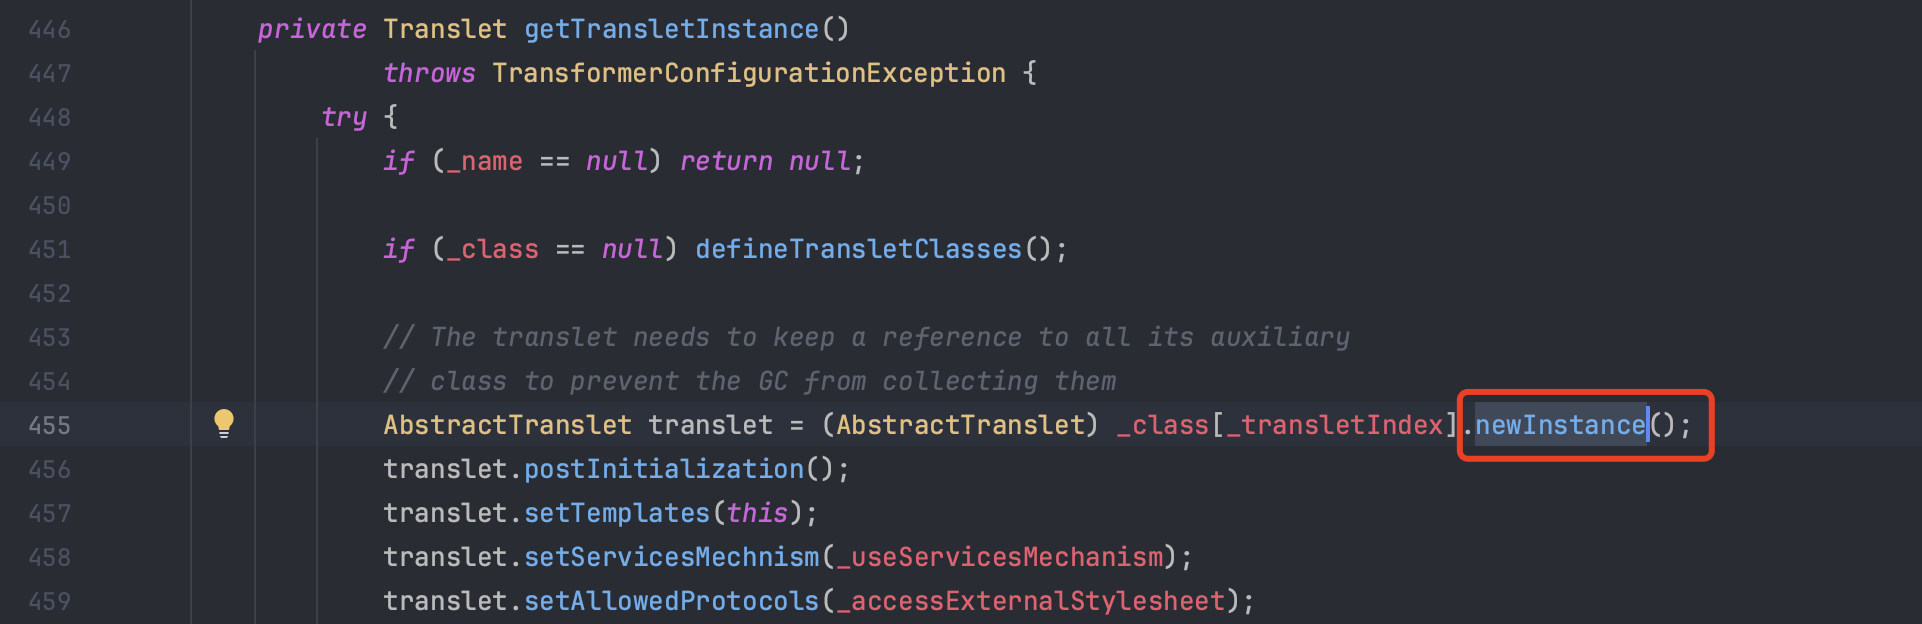 446 private Translet getTransletInstance()
447 throws TransformerConfigurationException {
448 try {
449 if (_name == null) return null;
450
451 if (_class == null) defineTransletClasses();
452
453 // The translet needs to keep a reference to all its auxiliary
454 // class to prevent the GC from collecting them
455 AbstractTranslet translet = (AbstractTranslet) _class[_transletIndex].newInstance();
456 translet.postInitialization();
457 translet.setTemplates(this);
458 translet.setServicesMechnism(_useServicesMechanism);
459 translet.setAllowedProtocols(_accessExternalStylesheet);